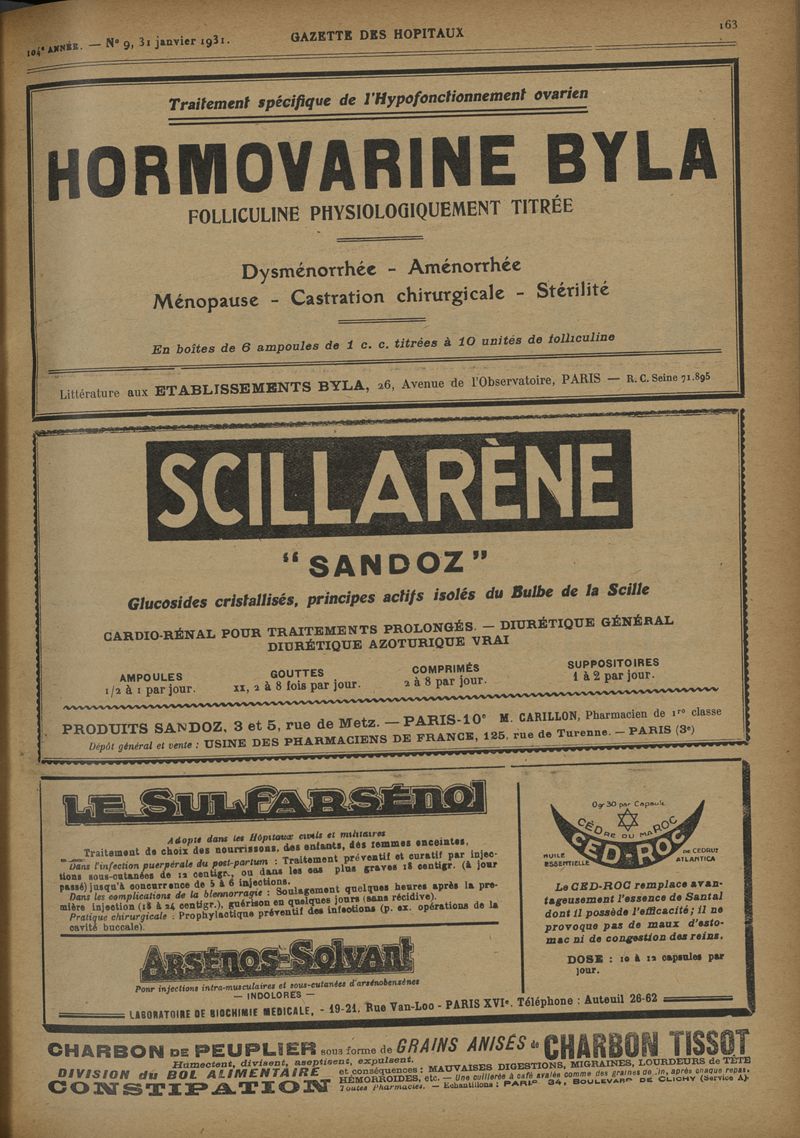 104ᵉ ANNÉE. — Nº 9, 31 janvier 1931.
GAZETTE DES HOPITAUX
163
Traitement spécifique de l'Hypofonctionnement ovarien
HORMOVARINE BYLA
FOLLICULINE PHYSIOLOGIQUEMENT TITRÉE
Dysménorrhée - Aménorrhée
Ménopause - Castration chirurgicale - Stérilité
En boîtes de 6 ampoules de 1 c. c. titrées à 10 unités de folliculine
Littérature aux ETABLISSEMENTS BYLA, 26, Avenue de l'Observatoire, PARIS — R. C. Seine 71.895
SCILLARÈNE
"SANDOZ"
Glucosides cristallisés, principes actifs isolés du Bulbe de la Scille
CARDIO-RÉNAL POUR TRAITEMENTS PROLONGÉS. — DIURÉTIQUE GÉNÉRAL
DIURÉTIQUE AZOTURIQUE VRAI
AMPOULES
1/2 à 1 par jour.
GOUTTES
XX, 2 à 8 fois par jour.
COMPRIMÉS
2 à 8 par jour.
SUPPOSITOIRES
1 à 2 par jour.
PRODUITS SANDOZ, 3 et 5, rue de Metz. — PARIS-10ᵉ M. CARILLON, Pharmacien de 1ʳᵉ classe
Dépôt général et vente : USINE DES PHARMACIENS DE FRANCE, 125, rue de Turenne. — PARIS (3ᵉ)
LE SULFARSÉNOL
Adopté dans les Hôpitaux civils et militaires
Traitement de choix des nourrissons, des enfants, des femmes enceintes,
Dans l'infection puerpérale du post-partum : Traitement préventif et curatif par injec-
tions sous-cutanées de 12 centigr., ou dans les cas plus graves 18 centigr. (à jour
passé) jusqu'à concurrence de 5 à 6 injections.
Dans les complications de la blennorragie : Soulagement quelques heures après la pre-
mière injection (18 à 24 centigr.), guérison en quelques jours (sans récidive).
Pratique chirurgicale : Prophylactique préventif des infections (p. ex. opérations de la
cavité buccale).
ARSÉNOS-SOLVANT
Pour injections intra-musculaires et sous-cutanées d'arsénobenzènes
— INDOLORES —
0gr 30 par Capsule
CÈDRE DU MAROC
CED-ROC
HUILE
ESSENTIELLE
DE CEDRUS
ATLANTICA
Le CED-ROC remplace avan-
tageusement l'essence de Santal
dont il possède l'efficacité; il ne
provoque pas de maux d'esto-
mac ni de congestion des reins.
DOSE : 10 à 12 capsules par
jour.
LABORATOIRE DE BIOCHIMIE MEDICALE, - 19-21, Rue Van-Loo - PARIS XVIᵉ. Téléphone : Auteuil 26-62
CHARBON DE PEUPLIER sous forme de GRAINS ANISÉS de CHARBON TISSOT
Humectent, divisent, aseptisent, expulsent.
DIVISION du BOL ALIMENTAIRE et conséquences : MAUVAISES DIGESTIONS, MIGRAINES, LOURDEURS de TÊTE
CONSTIPATION HÉMORROIDES, etc. — Une cuillerée à café avalée comme des graines de lin, après chaque repas.
Toutes Pharmacies. — Echantillons : PARIS 34, BOULEVARD DE CLICHY (Service A).